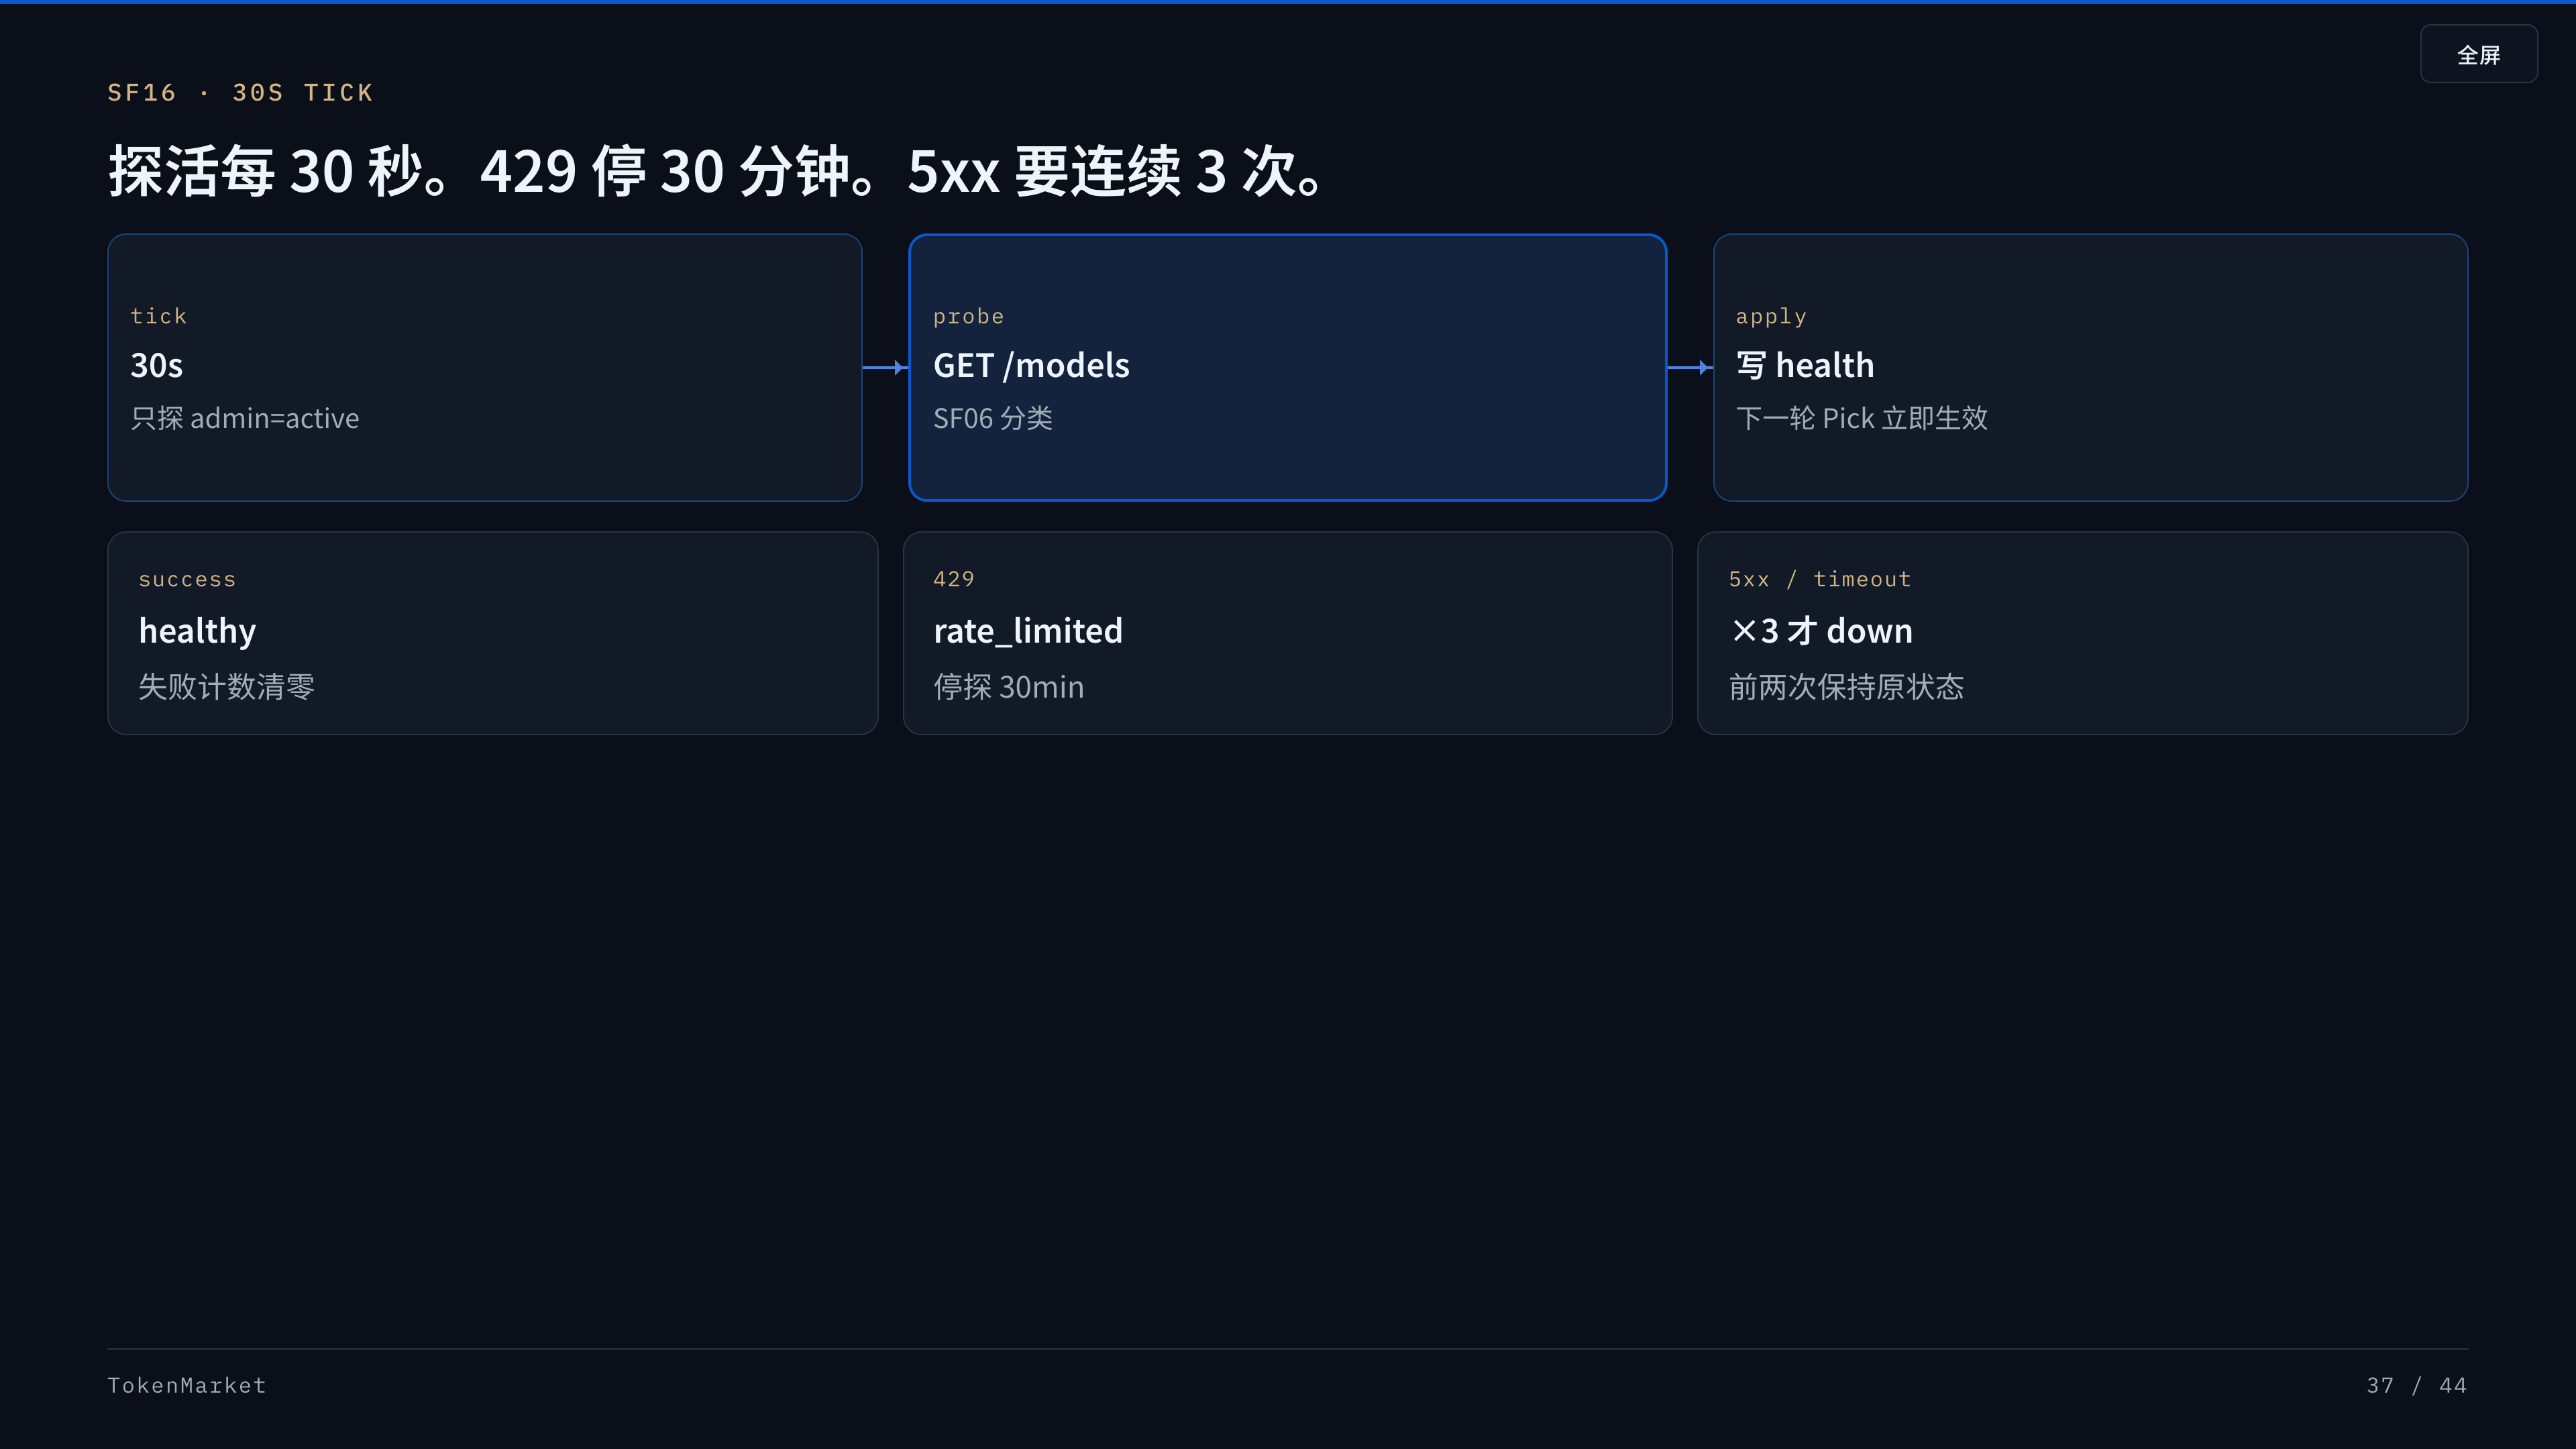 全屏
SF16 · 30S TICK
探活每 30 秒。429 停 30 分钟。5xx 要连续 3 次。
tick
30s
只探 admin=active
probe
GET /models
SF06 分类
apply
写 health
下一轮 Pick 立即生效
success
healthy
失败计数清零
429
rate_limited
停探 30min
5xx / timeout
×3 才 down
前两次保持原状态
TokenMarket
37 / 44